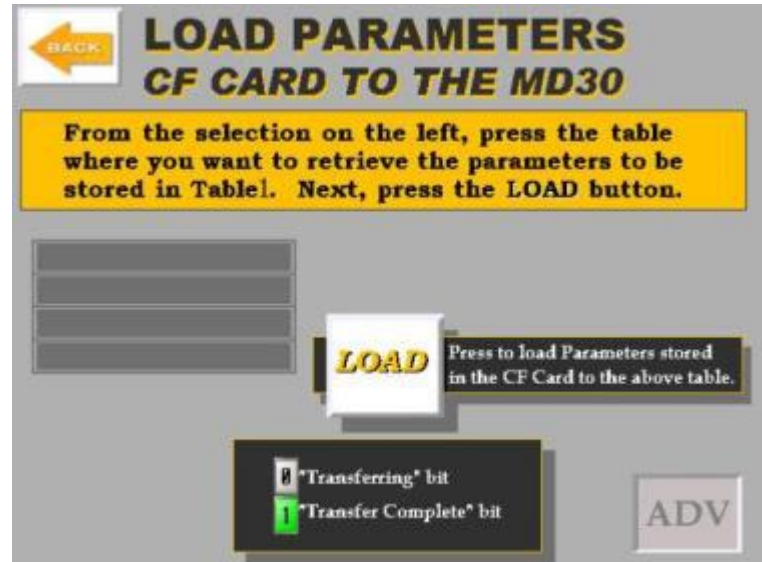 BACK
LOAD PARAMETERS
CF CARD TO THE MD30
From the selection on the left, press the table
where you want to retrieve the parameters to be
stored in Table1. Next, press the LOAD button.
LOAD
Press to load Parameters stored
in the CF Card to the above table.
0 "Transferring" bit
1 "Transfer Complete" bit
ADV